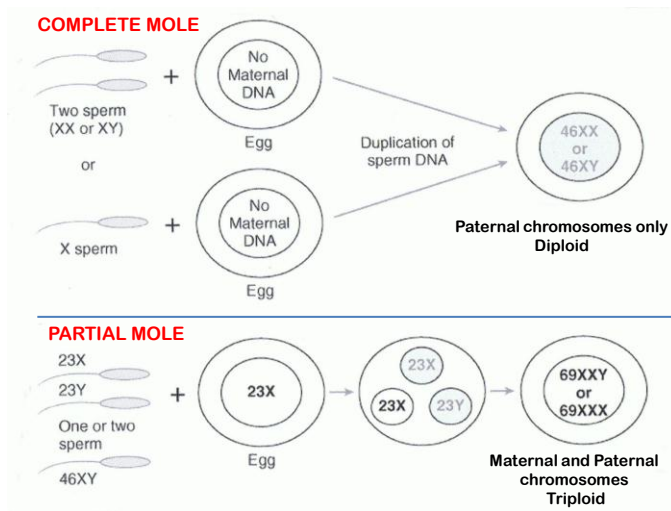 COMPLETE MOLE
Two sperm
(XX or XY)
or
X sperm
+
No
Maternal
DNA
Egg
+
No
Maternal
DNA
Egg
Duplication of
sperm DNA
46XX
or
46XY
Paternal chromosomes only
Diploid
PARTIAL MOLE
23X
23Y
One or two
sperm
46XY
+
23X
Egg
23X
23X
23Y
69XXY
or
69XXX
Maternal and Paternal
chromosomes
Triploid